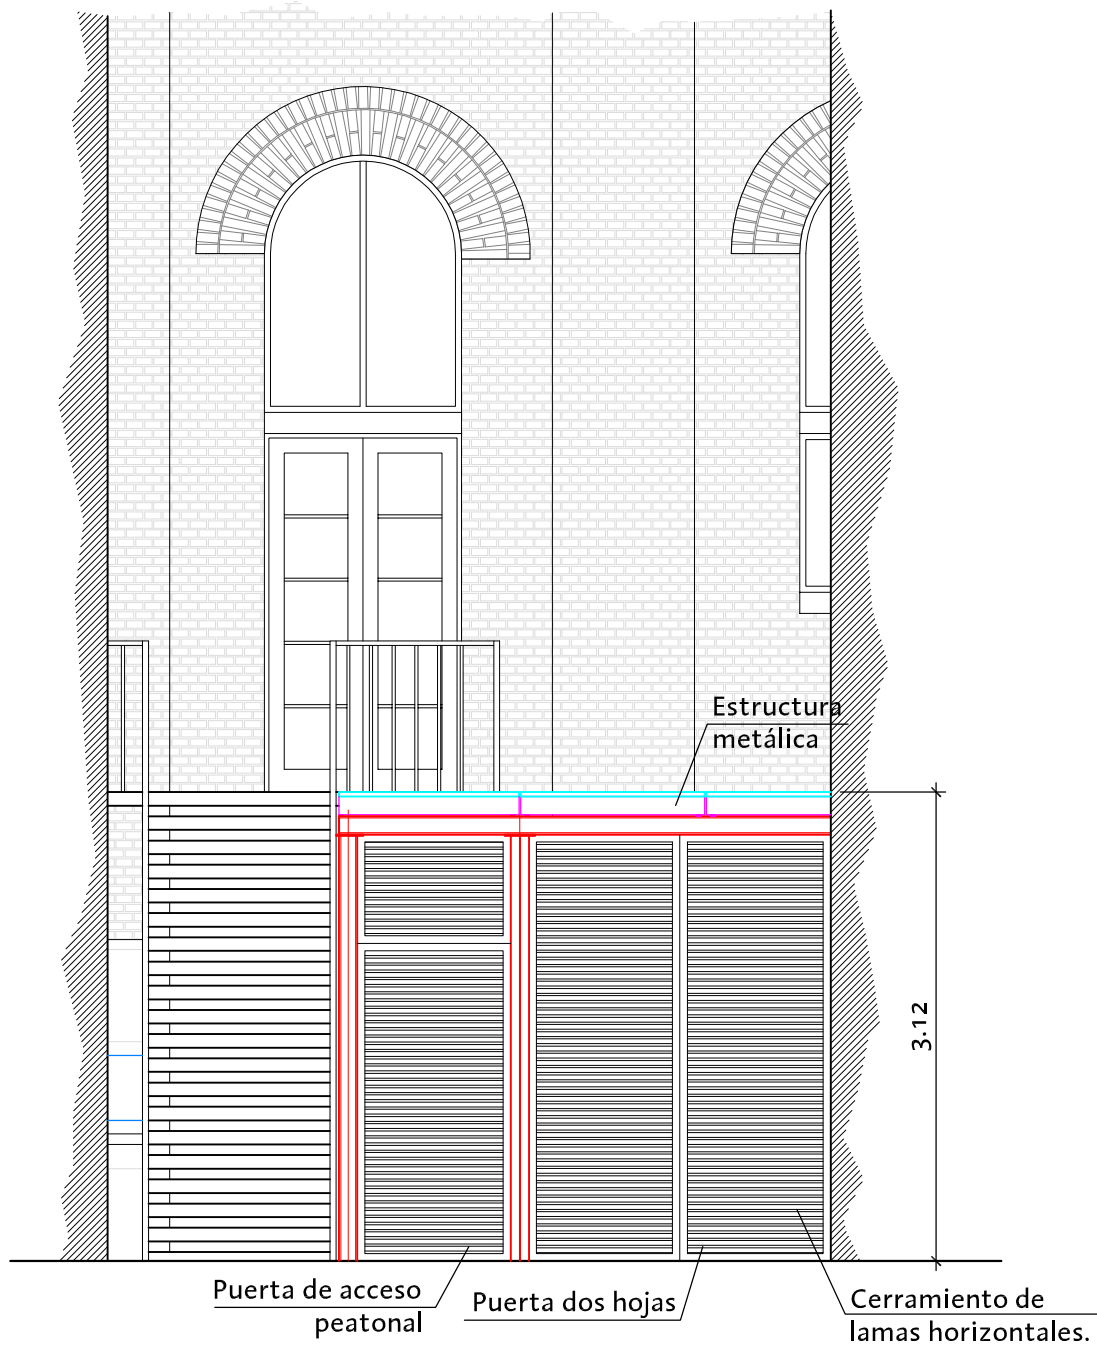 Estructura
metálica
3.12
Puerta de acceso
peatonal
Puerta dos hojas
Cerramiento de
lamas horizontales.